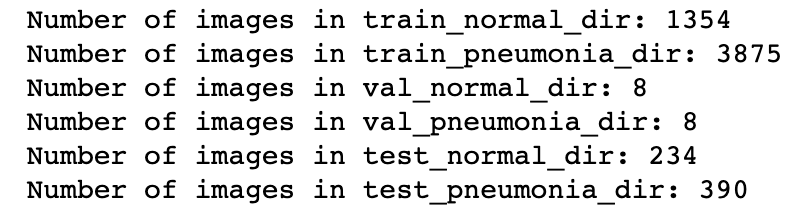 Number of images in train_normal_dir: 1354
Number of images in train_pneumonia_dir: 3875
Number of images in val_normal_dir: 8
Number of images in val_pneumonia_dir: 8
Number of images in test_normal_dir: 234
Number of images in test_pneumonia_dir: 390